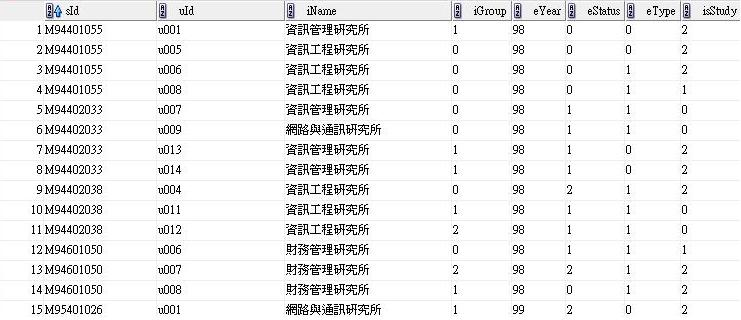 sId uId iName iGroup eYear eStatus eType isStudy
1 M94401055 u001 資訊管理研究所 1 98 0 0 2
2 M94401055 u005 資訊工程研究所 0 98 0 0 2
3 M94401055 u006 資訊工程研究所 0 98 0 1 2
4 M94401055 u008 資訊工程研究所 0 98 0 1 1
5 M94402033 u007 資訊管理研究所 0 98 1 1 0
6 M94402033 u009 網路與通訊研究所 0 98 1 1 0
7 M94402033 u013 資訊管理研究所 1 98 1 0 2
8 M94402033 u014 資訊管理研究所 1 98 1 1 2
9 M94402038 u004 資訊工程研究所 0 98 2 1 2
10 M94402038 u011 資訊工程研究所 1 98 1 1 0
11 M94402038 u012 資訊工程研究所 2 98 1 1 0
12 M94601050 u006 財務管理研究所 0 98 1 1 1
13 M94601050 u007 財務管理研究所 2 98 2 1 2
14 M94601050 u008 財務管理研究所 1 98 0 1 2
15 M95401026 u001 網路與通訊研究所 1 99 2 0 2